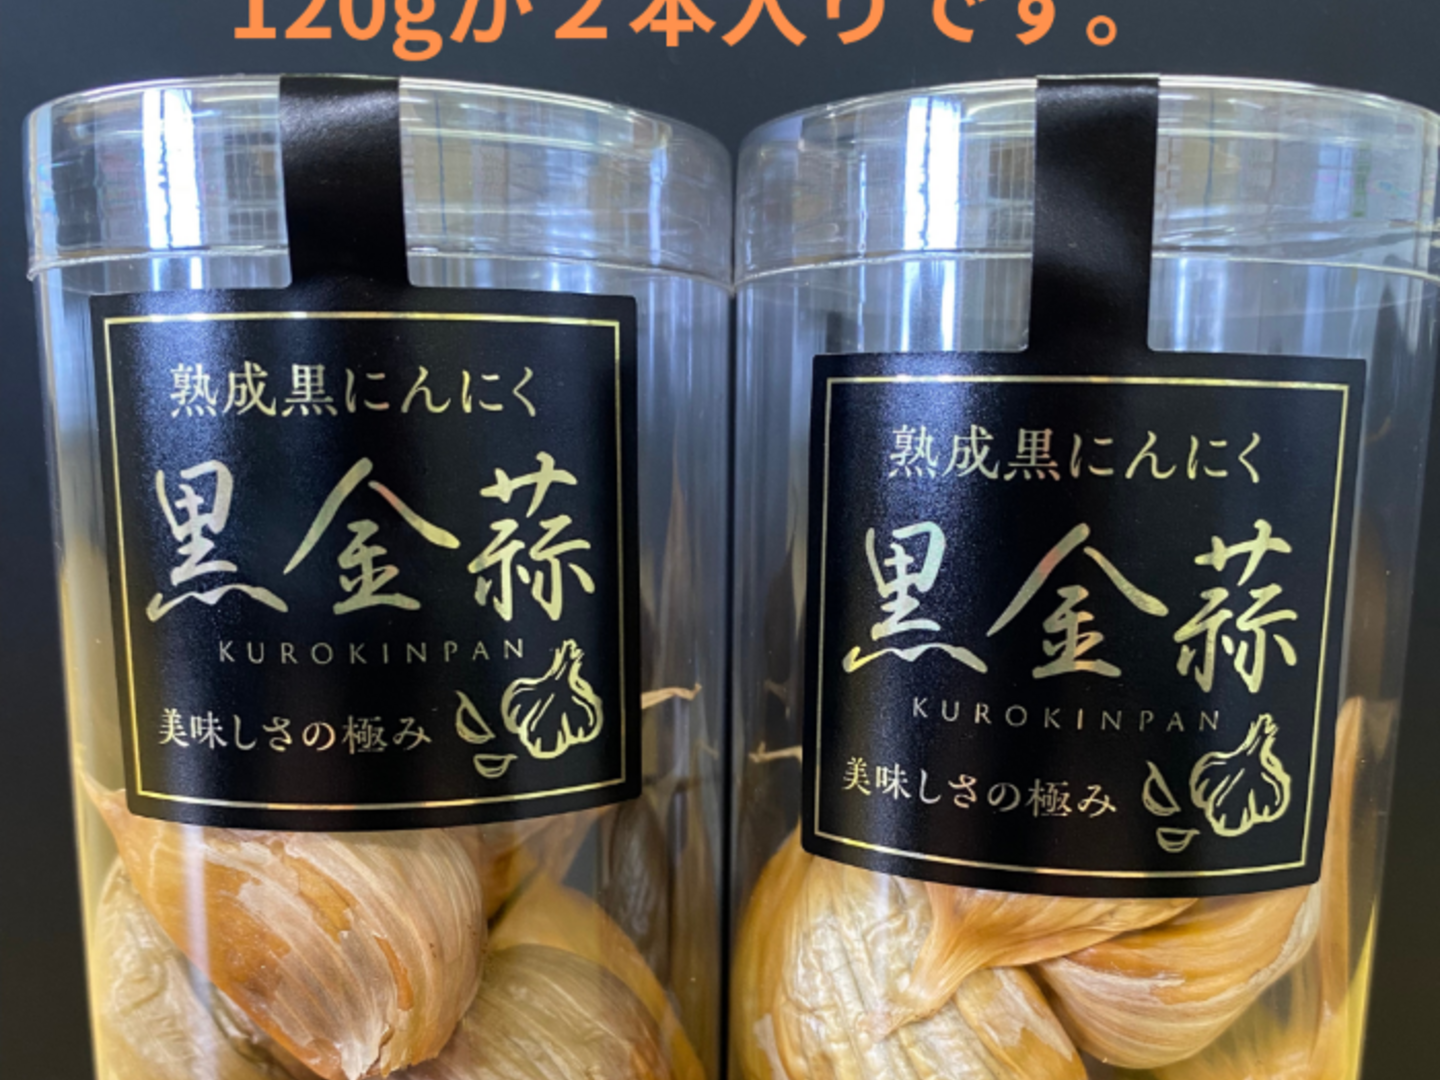 120gが2本入りです。
熟成黒にんにく
黒金蒜
KUROKINPAN
美味しさの極み
熟成黒にんにく
黒金蒜
KUROKINPAN
美味しさの極み